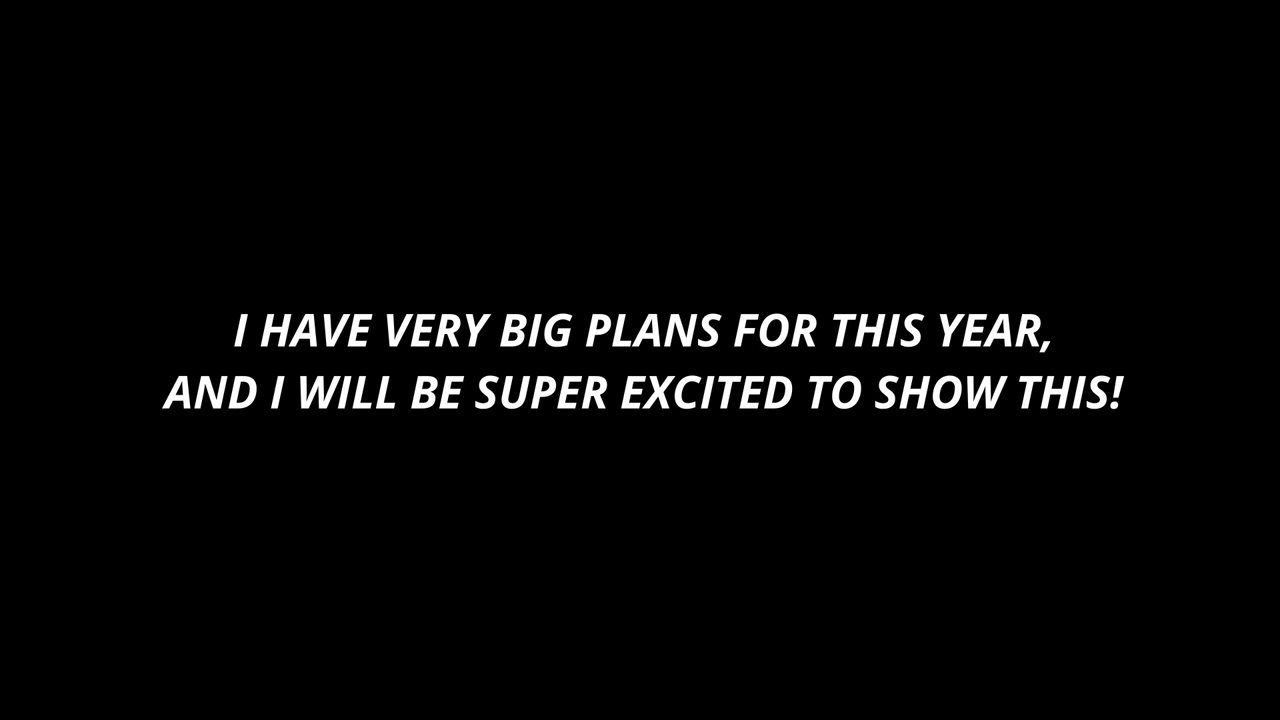 I HAVE VERY BIG PLANS FOR THIS YEAR,
AND I WILL BE SUPER EXCITED TO SHOW THIS!